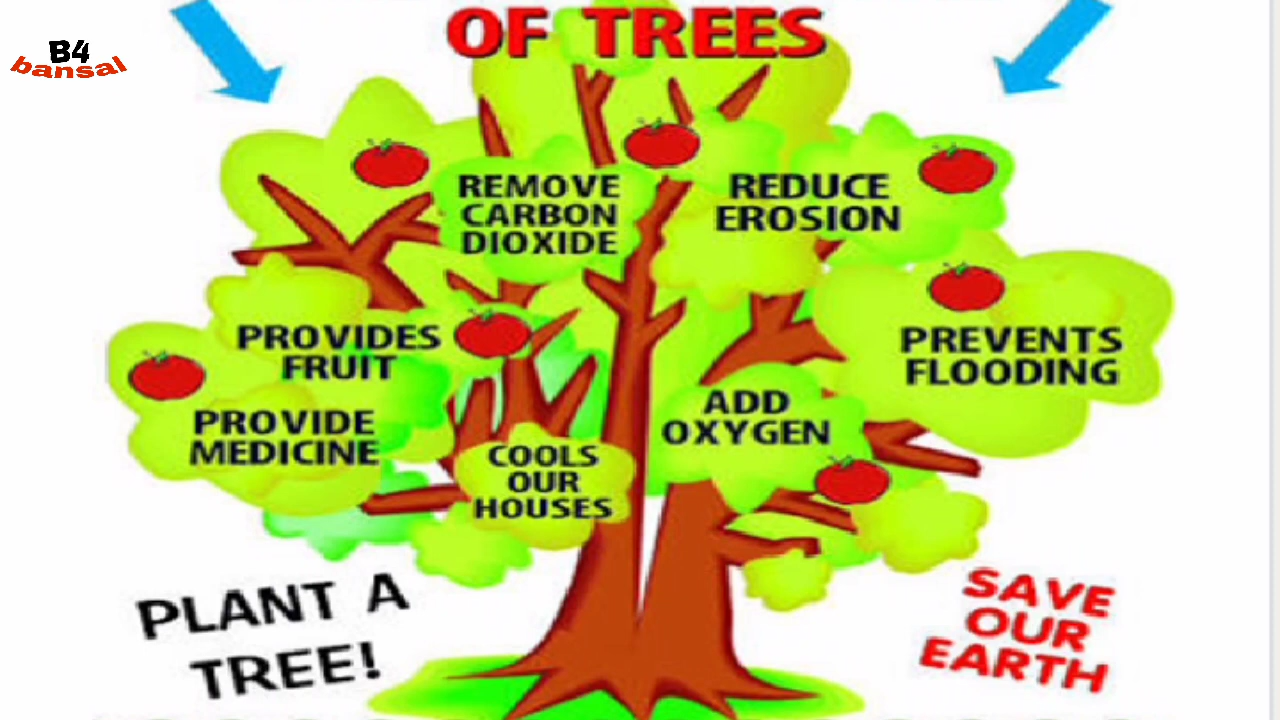 OF TREES
B4
bansal
REMOVE
CARBON
DIOXIDE
REDUCE
EROSION
PROVIDES
FRUIT
PREVENTS
FLOODING
PROVIDE
MEDICINE
ADD
OXYGEN
COOLS
OUR
HOUSES
PLANT A
TREE!
SAVE
OUR
EARTH